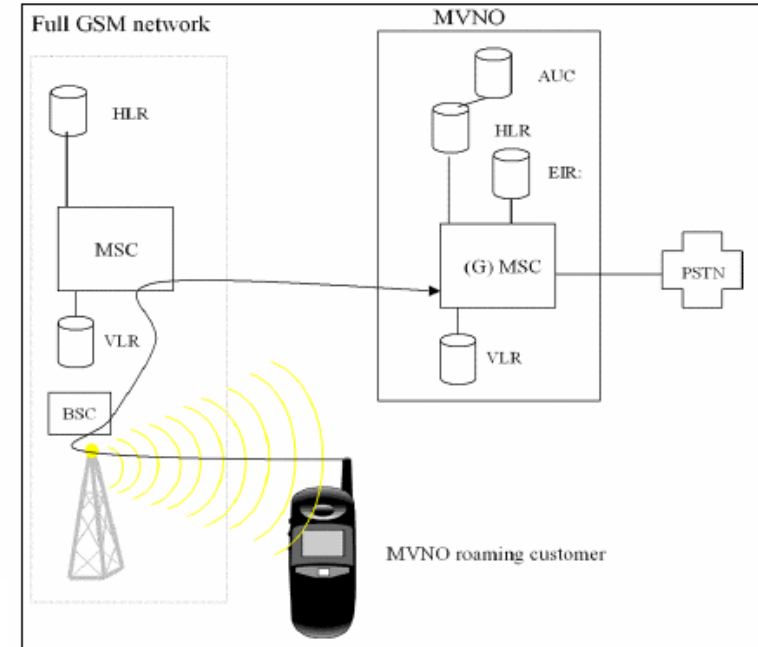 Full GSM network
MVNO
HLR
MSC
VLR
BSC
AUC
HLR
EIR:
(G) MSC
VLR
PSTN
MVNO roaming customer